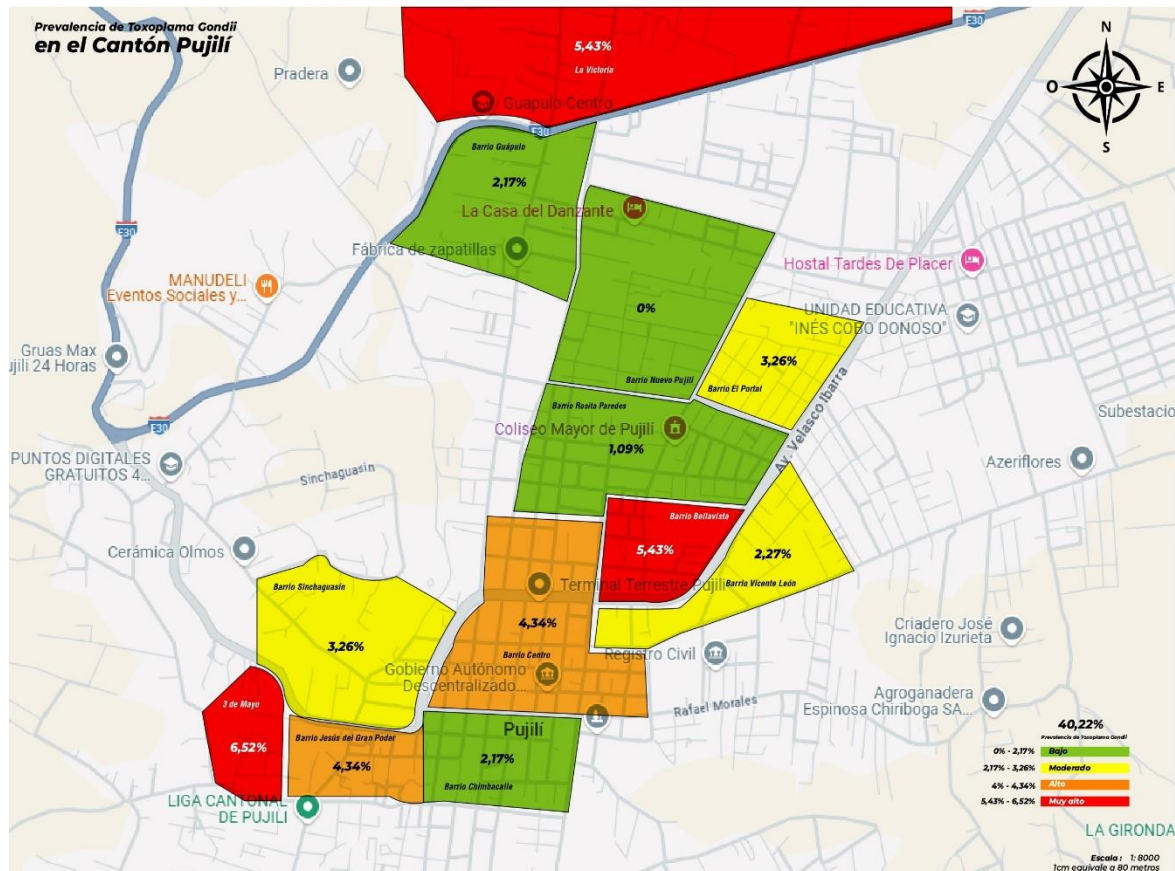 Prevalencia de Toxoplama Gondii
en el Cantón Pujilí
5,43%
La Victoria
E30
N
O
E
S
Pradera
Guapulo Centro
E30
Barrio Guápulo
2,17%
La Casa del Danzante
Fábrica de zapatillas
E30
Hostal Tardes De Placer
MANUDELI
Eventos Sociales y...
0%
UNIDAD EDUCATIVA
"INÉS COBO DONOSO"
Gruas Max
ujili 24 Horas
3,26%
Barrio Nuevo Pujilí
Barrio El Portal
Barrio Rosita Paredes
Av. Velasco Ibarra
Subestacio
E30
Coliseo Mayor de Pujilí
1,09%
PUNTOS DIGITALES
GRATUITOS 4...
Sinchaguasin
Azeriflores
Barrio Bellavista
Cerámica Olmos
5,43%
2,27%
Barrio Sinchaguasin
Terminal Terrestre Pujilí
Barrio Vicente León
4,34%
Criadero José
Ignacio Izurieta
3,26%
Barrio Centro
Registro Civil
Gobierno Autónomo
Descentralizado...
Agroganadera
Espinosa Chiriboga SA...
Rafael Morales
3 de Mayo
Pujilí
6,52%
Barrio Jesús del Gran Poder
4,34%
2,17%
Barrio Chimbacalle
LIGA CANTONAL
DE PUJILI
40,22%
Prevalencia de Toxoplama Gondii
0% - 2,17% Bajo
2,17% - 3,26% Moderado
4% - 4,34% Alto
5,43% - 6,52% Muy alto
LA GIRONDA
Escala : 1: 8000
1cm equivale a 80 metros